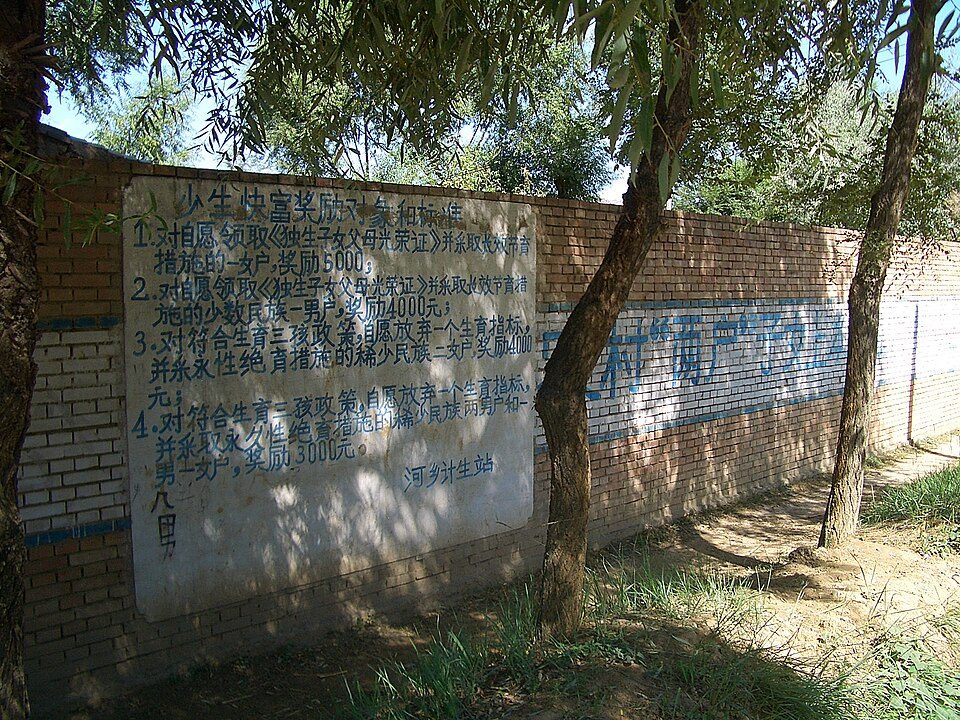 少生快富奖励对象和标准
1. 对自愿领取《独生子女父母光荣证》并采取长效节育
措施的一女户,奖励5000;
2. 对自愿领取《独生子女父母光荣证》并采取长效节育措
施的少数民族一男户,奖励4000元;
3. 对符合生育三孩政策,自愿放弃一个生育指标,
并采永性绝育措施的稀少民族二女户,奖励4000
元;
4. 对符合生育三孩政策,自愿放弃一个生育指标,
并采取永久性绝育措施的稀少民族两男户和一
男一女户,奖励3000元。
河乡计生站
村"两户"